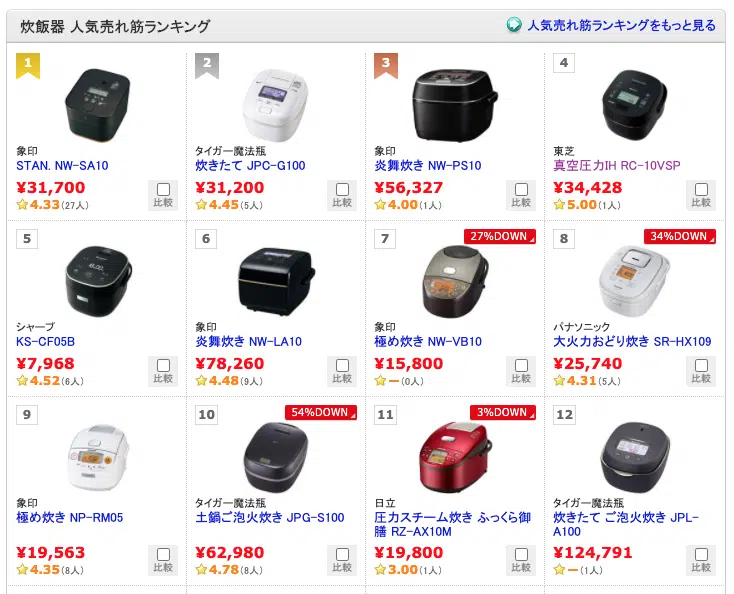 炊飯器 人気売れ筋ランキング
人気売れ筋ランキングをもっと見る
1
象印
STAN. NW-SA10
¥31,700
4.33(27人)
比較
2
タイガー魔法瓶
炊きたて JPC-G100
¥31,200
4.45(5人)
比較
3
象印
炎舞炊き NW-PS10
¥56,327
4.00(1人)
比較
4
東芝
真空圧力IH RC-10VSP
¥34,428
5.00(1人)
比較
5
シャープ
KS-CF05B
¥7,968
4.52(6人)
比較
6
象印
炎舞炊き NW-LA10
¥78,260
4.48(9人)
比較
7
27%DOWN
象印
極め炊き NW-VB10
¥15,800
ー(0人)
比較
8
34%DOWN
パナソニック
大火力おどり炊き SR-HX109
¥25,740
4.31(5人)
比較
9
象印
極め炊き NP-RM05
¥19,563
4.35(8人)
比較
10
54%DOWN
タイガー魔法瓶
土鍋ご泡火炊き JPG-S100
¥62,980
4.78(8人)
比較
11
3%DOWN
日立
圧力スチーム炊き ふっくら御
膳 RZ-AX10M
¥19,800
3.00(1人)
比較
12
タイガー魔法瓶
炊きたて ご泡火炊き JPL-
A100
¥124,791
ー(1人)
比較